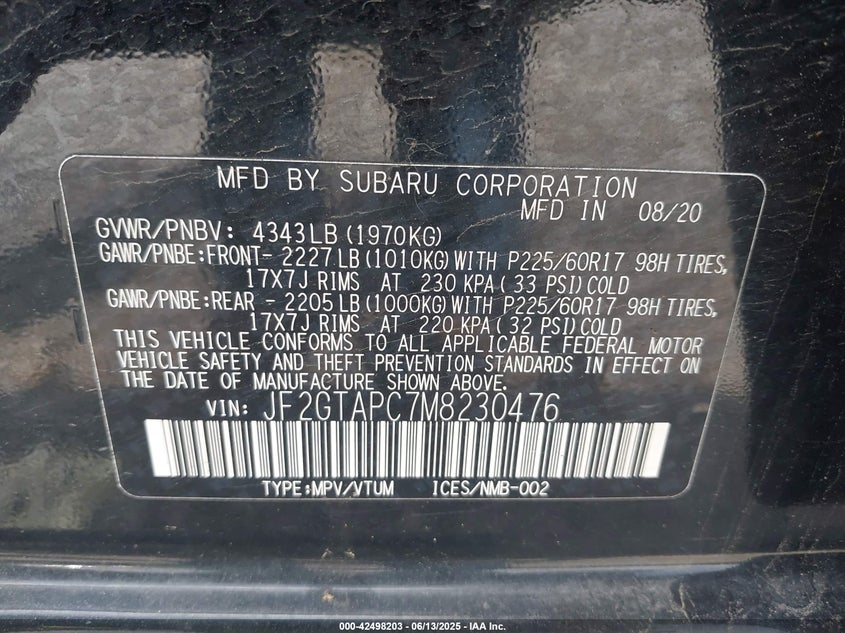 MFD BY SUBARU CORPORATION
MFD IN 08/20
GVWR/PNBV: 4343LB (1970KG)
GAWR/PNBE:FRONT- 2227 LB (1010KG) WITH P225/60R17 98H TIRES,
17X7J RIMS AT 230 KPA ( 33 PSI) COLD
GAWR/PNBE:REAR - 2205 LB (1000KG) WITH P225/60R17 98H TIRES,
17X7J RIMS AT 220 KPA ( 32 PSI) COLD
THIS VEHICLE CONFORMS TO ALL APPLICABLE FEDERAL MOTOR
VEHICLE SAFETY AND THEFT PREVENTION STANDARDS IN EFFECT ON
THE DATE OF MANUFACTURE SHOWN ABOVE.
VIN: JF2GTAPC7M8230476
TYPE:MPV/VTUM ICES/NMB-002
000-42498203 - 06/13/2025 - IAA Inc.